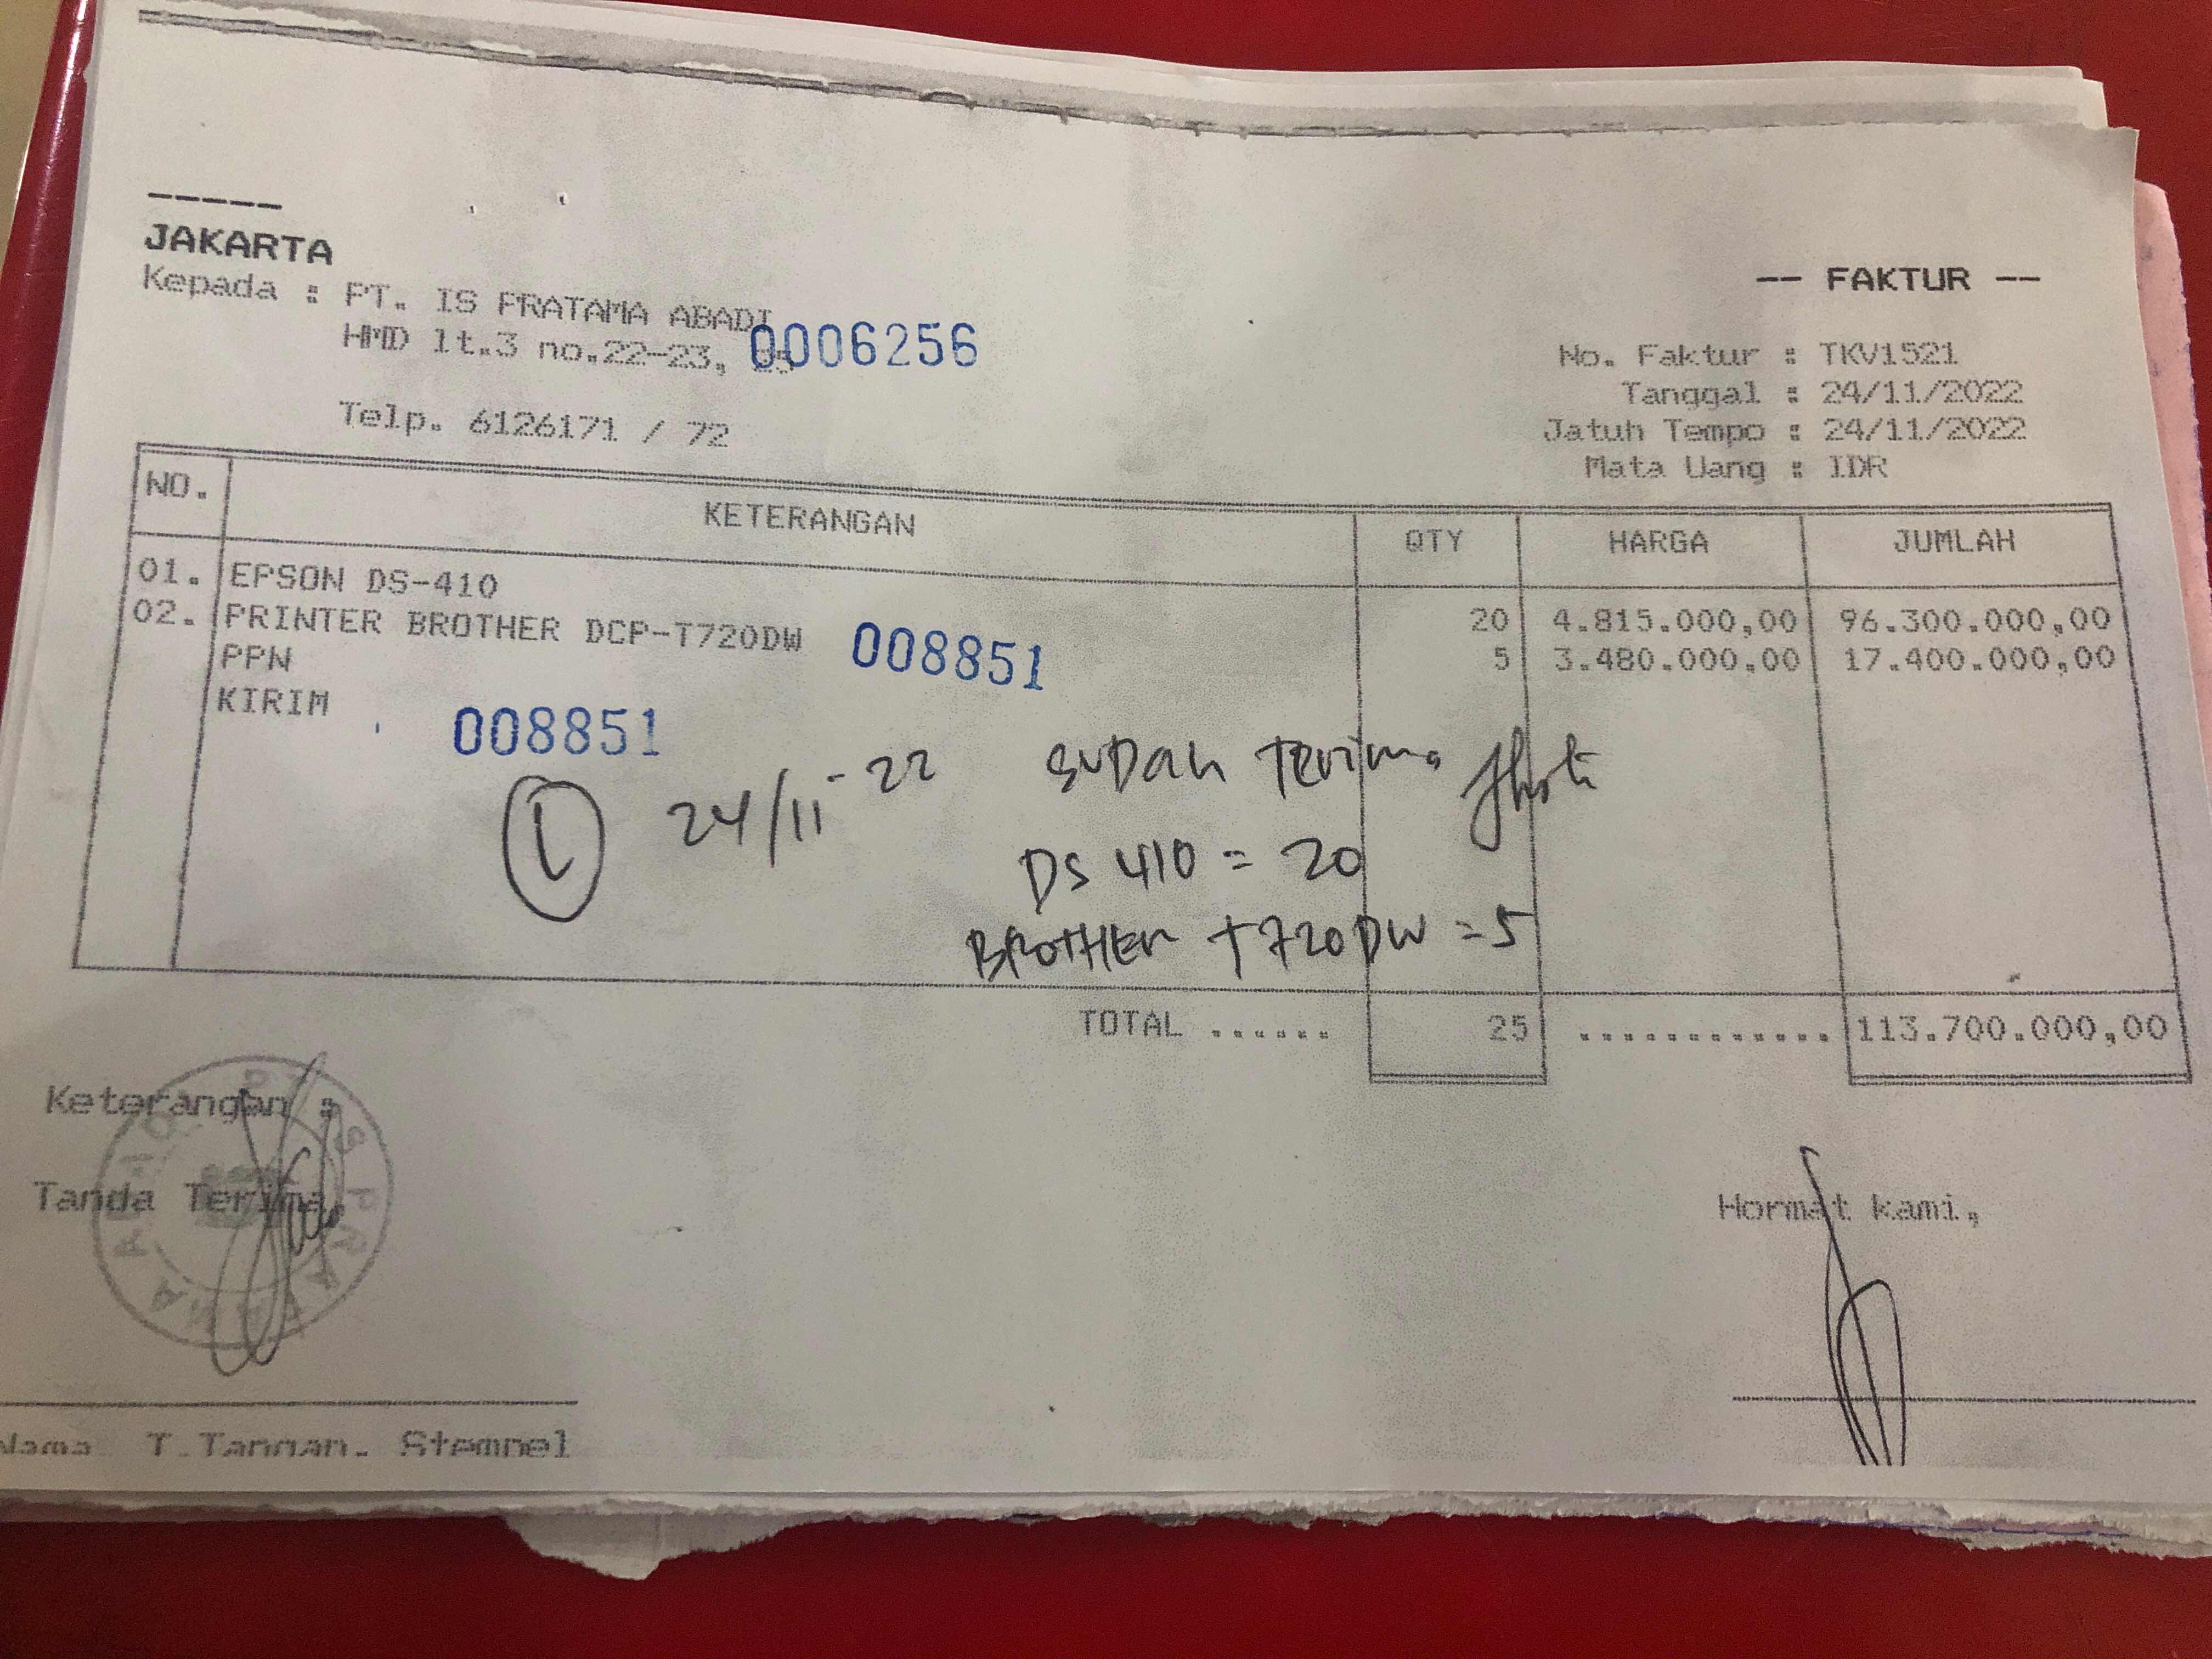 -----
JAKARTA
Kepada : PT. IS PRATAMA ABADI
HMD lt.3 no.22-23,
0006256
Telp. 6126171 / 72
-- FAKTUR --
No. Faktur : TKV1521
Tanggal : 24/11/2022
Jatuh Tempo : 24/11/2022
Mata Uang : IDR
NO. KETERANGAN QTY HARGA JUMLAH
01. EPSON DS-410 20 4.815.000,00 96.300.000,00
02. PRINTER BROTHER DCP-T720DW 5 3.480.000,00 17.400.000,00
PPN
008851
KIRIM
008851
24/11-22 SUDAH Terima
DS 410 = 20
BROTHER T720DW = 5
TOTAL ...... 25 ............ 113.700.000,00
Keterangan :
Tanda Terima,
Hormat kami,
Nama T.Tangan. Stempel